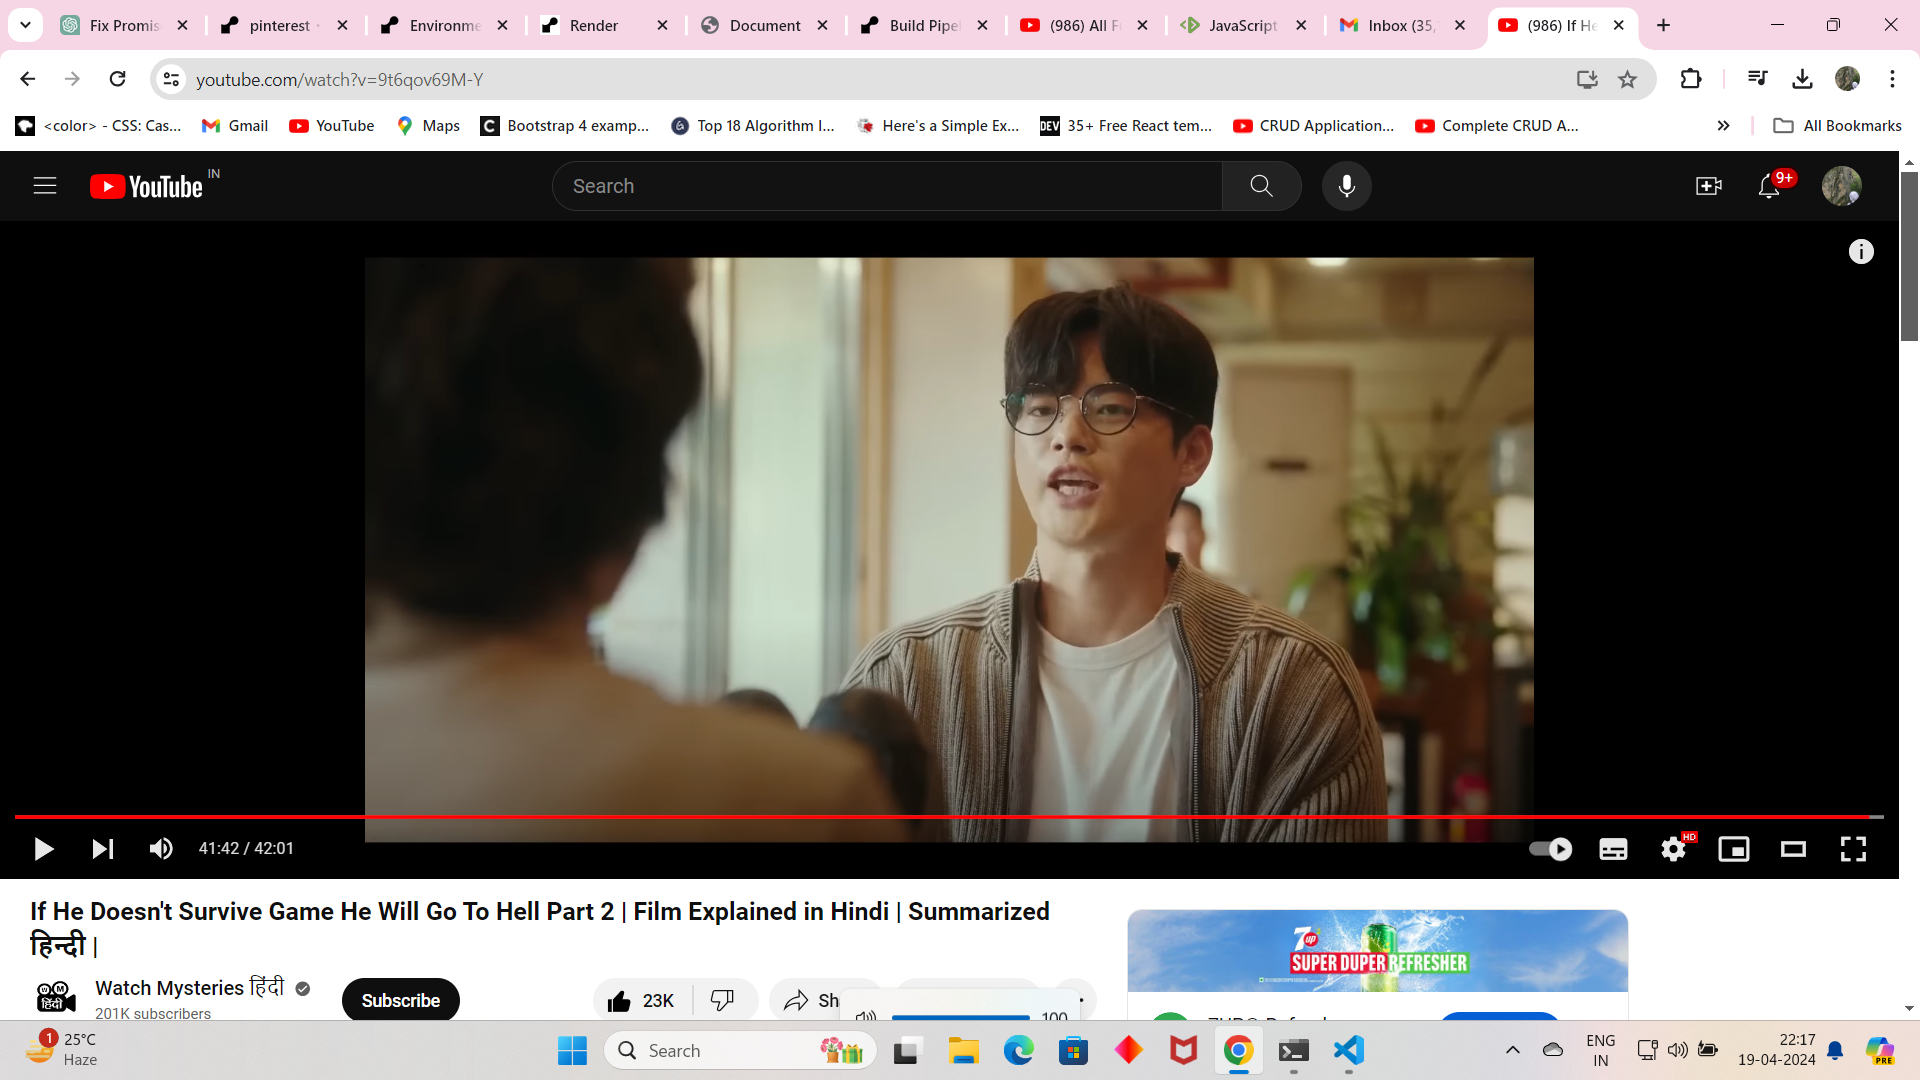 Fix Promis
pinterest
Environme
Render
Document
Build Pipel
(986) All F
JavaScript
Inbox (35,
(986) If He
youtube.com/watch?v=9t6qov69M-Y
<color> - CSS: Cas...
Gmail
YouTube
Maps
Bootstrap 4 examp...
Top 18 Algorithm I...
Here's a Simple Ex...
35+ Free React tem...
CRUD Application...
Complete CRUD A...
All Bookmarks
YouTube IN
Search
9+
41:42 / 42:01
HD
If He Doesn't Survive Game He Will Go To Hell Part 2 | Film Explained in Hindi | Summarized
हिन्दी |
7up
SUPER DUPER REFRESHER
Watch Mysteries हिंदी
201K subscribers
Subscribe
23K
100
1
25°C
Haze
Search
ENG
IN
22:17
19-04-2024
PRE